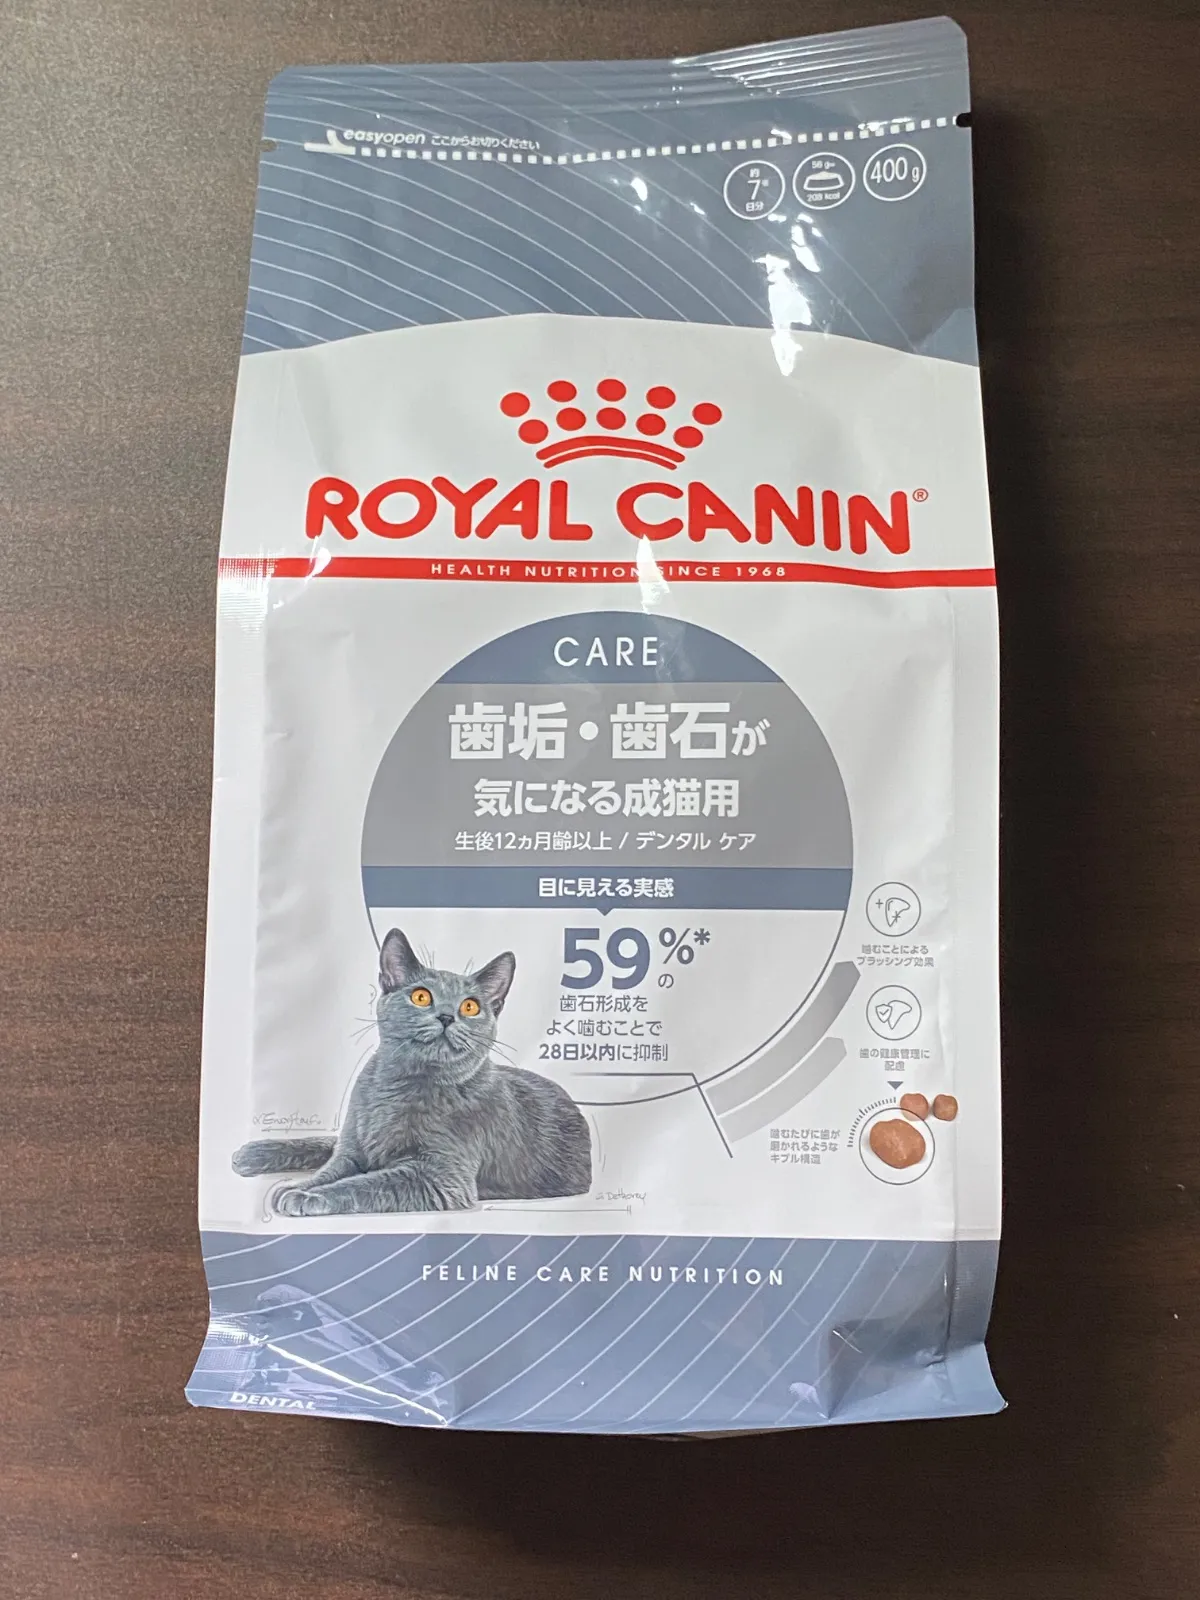 easyopen ここからお切りください
約
7*
日分
56 g=
208 kcal
400 g
ROYAL CANIN®
HEALTH NUTRITION SINCE 1968
CARE
歯垢・歯石が
気になる成猫用
生後12ヵ月齢以上 / デンタル ケア
目に見える実感
59%*の
歯石形成を
よく噛むことで
28日以内に抑制
噛むことによる
ブラッシング効果
歯の健康管理に
配慮
噛むたびに歯が
磨かれるような
キブル構造
FELINE CARE NUTRITION
DENTAL